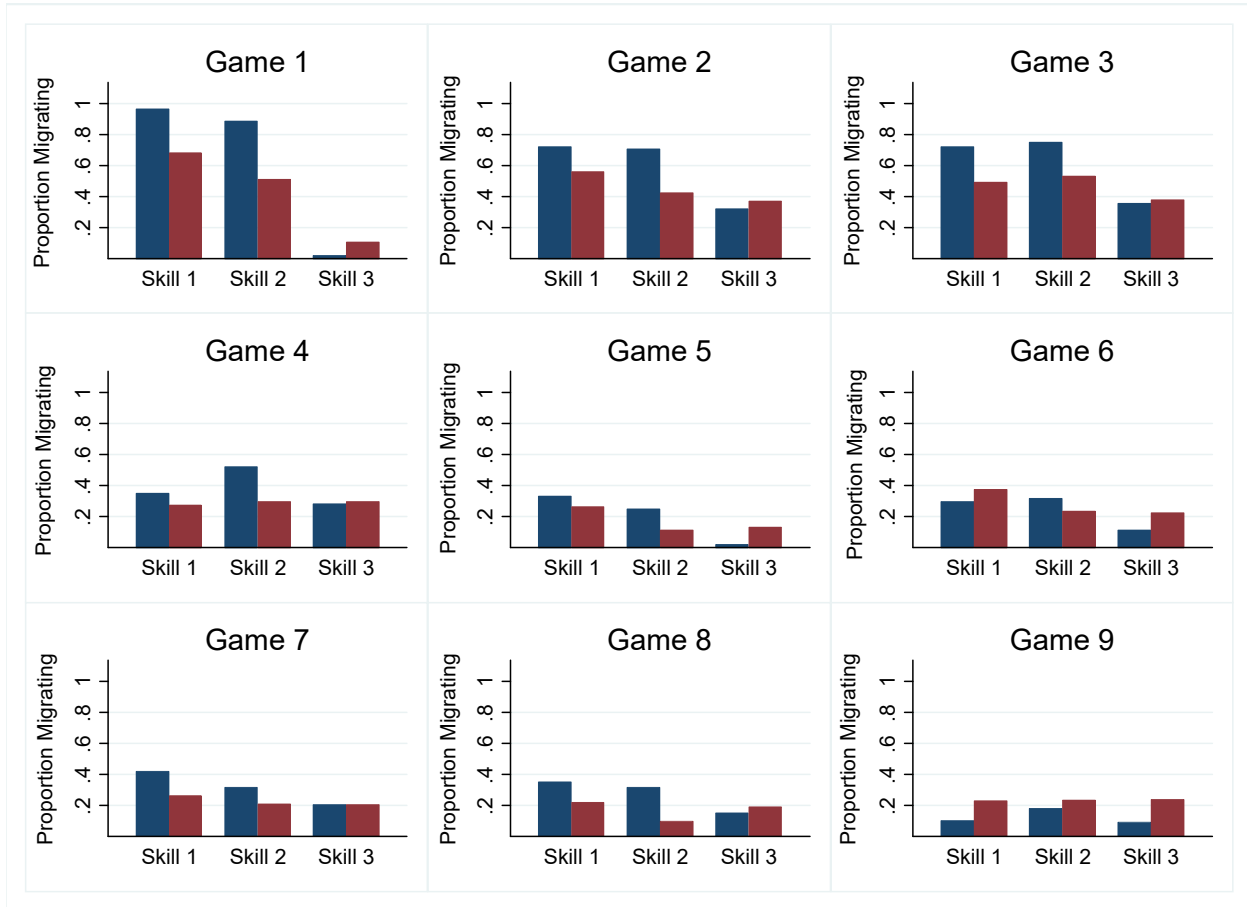 Game 1
Proportion Migrating
1
.8
.6
.4
.2
Skill 1 Skill 2 Skill 3
Game 2
Proportion Migrating
1
.8
.6
.4
.2
Skill 1 Skill 2 Skill 3
Game 3
Proportion Migrating
1
.8
.6
.4
.2
Skill 1 Skill 2 Skill 3
Game 4
Proportion Migrating
1
.8
.6
.4
.2
Skill 1 Skill 2 Skill 3
Game 5
Proportion Migrating
1
.8
.6
.4
.2
Skill 1 Skill 2 Skill 3
Game 6
Proportion Migrating
1
.8
.6
.4
.2
Skill 1 Skill 2 Skill 3
Game 7
Proportion Migrating
1
.8
.6
.4
.2
Skill 1 Skill 2 Skill 3
Game 8
Proportion Migrating
1
.8
.6
.4
.2
Skill 1 Skill 2 Skill 3
Game 9
Proportion Migrating
1
.8
.6
.4
.2
Skill 1 Skill 2 Skill 3